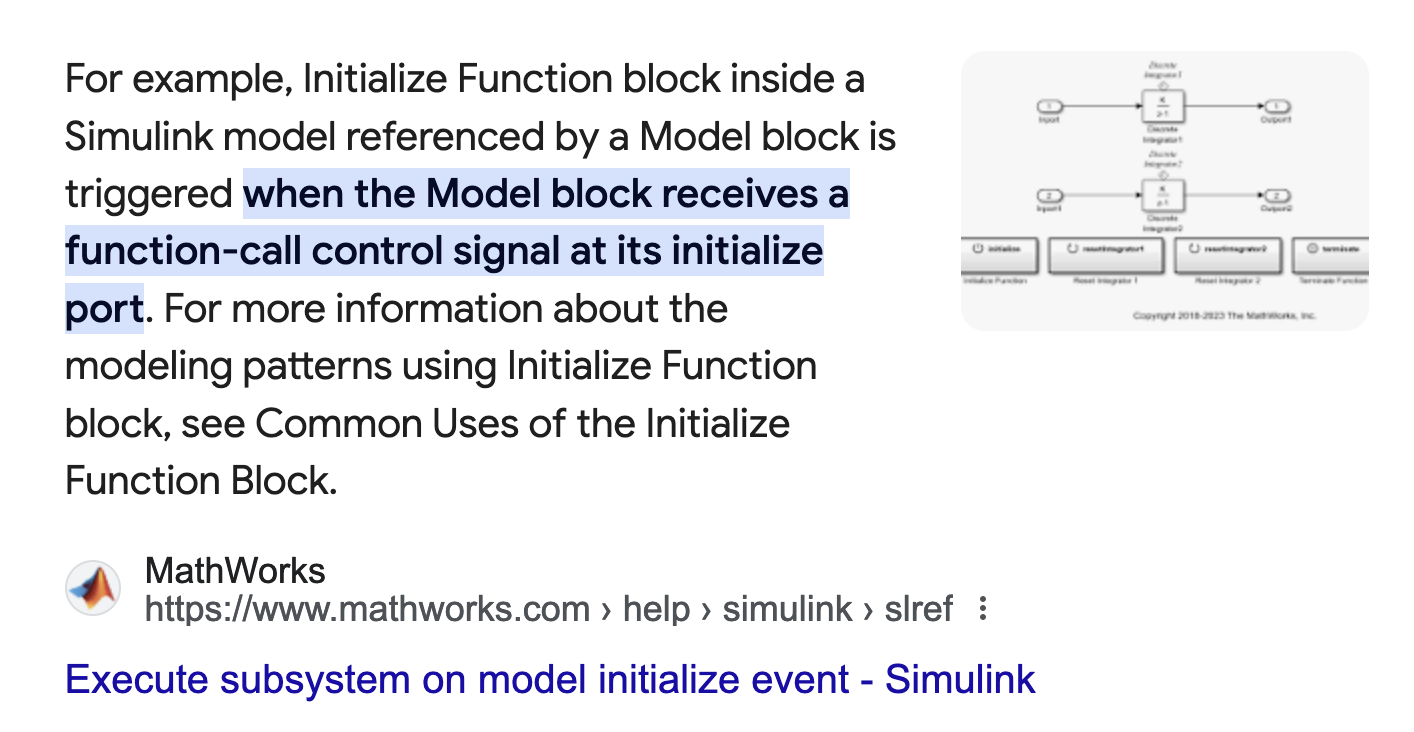 For example, Initialize Function block inside a
Simulink model referenced by a Model block is
triggered when the Model block receives a
function-call control signal at its initialize
port. For more information about the
modeling patterns using Initialize Function
block, see Common Uses of the Initialize
Function Block.
Discrete
Integrator1
1
K
z-1
1
Inport
Discrete
Integrator1
Outport1
Discrete
Integrator2
2
K
z-1
2
Inport1
Discrete
Integrator2
Outport2
initialize
resetIntegrator1
resetIntegrator2
terminate
Initialize Function
Reset Integrator 1
Reset Integrator 2
Terminate Function
Copyright 2018-2023 The MathWorks, Inc.
MathWorks
https://www.mathworks.com › help › simulink › slref
Execute subsystem on model initialize event - Simulink